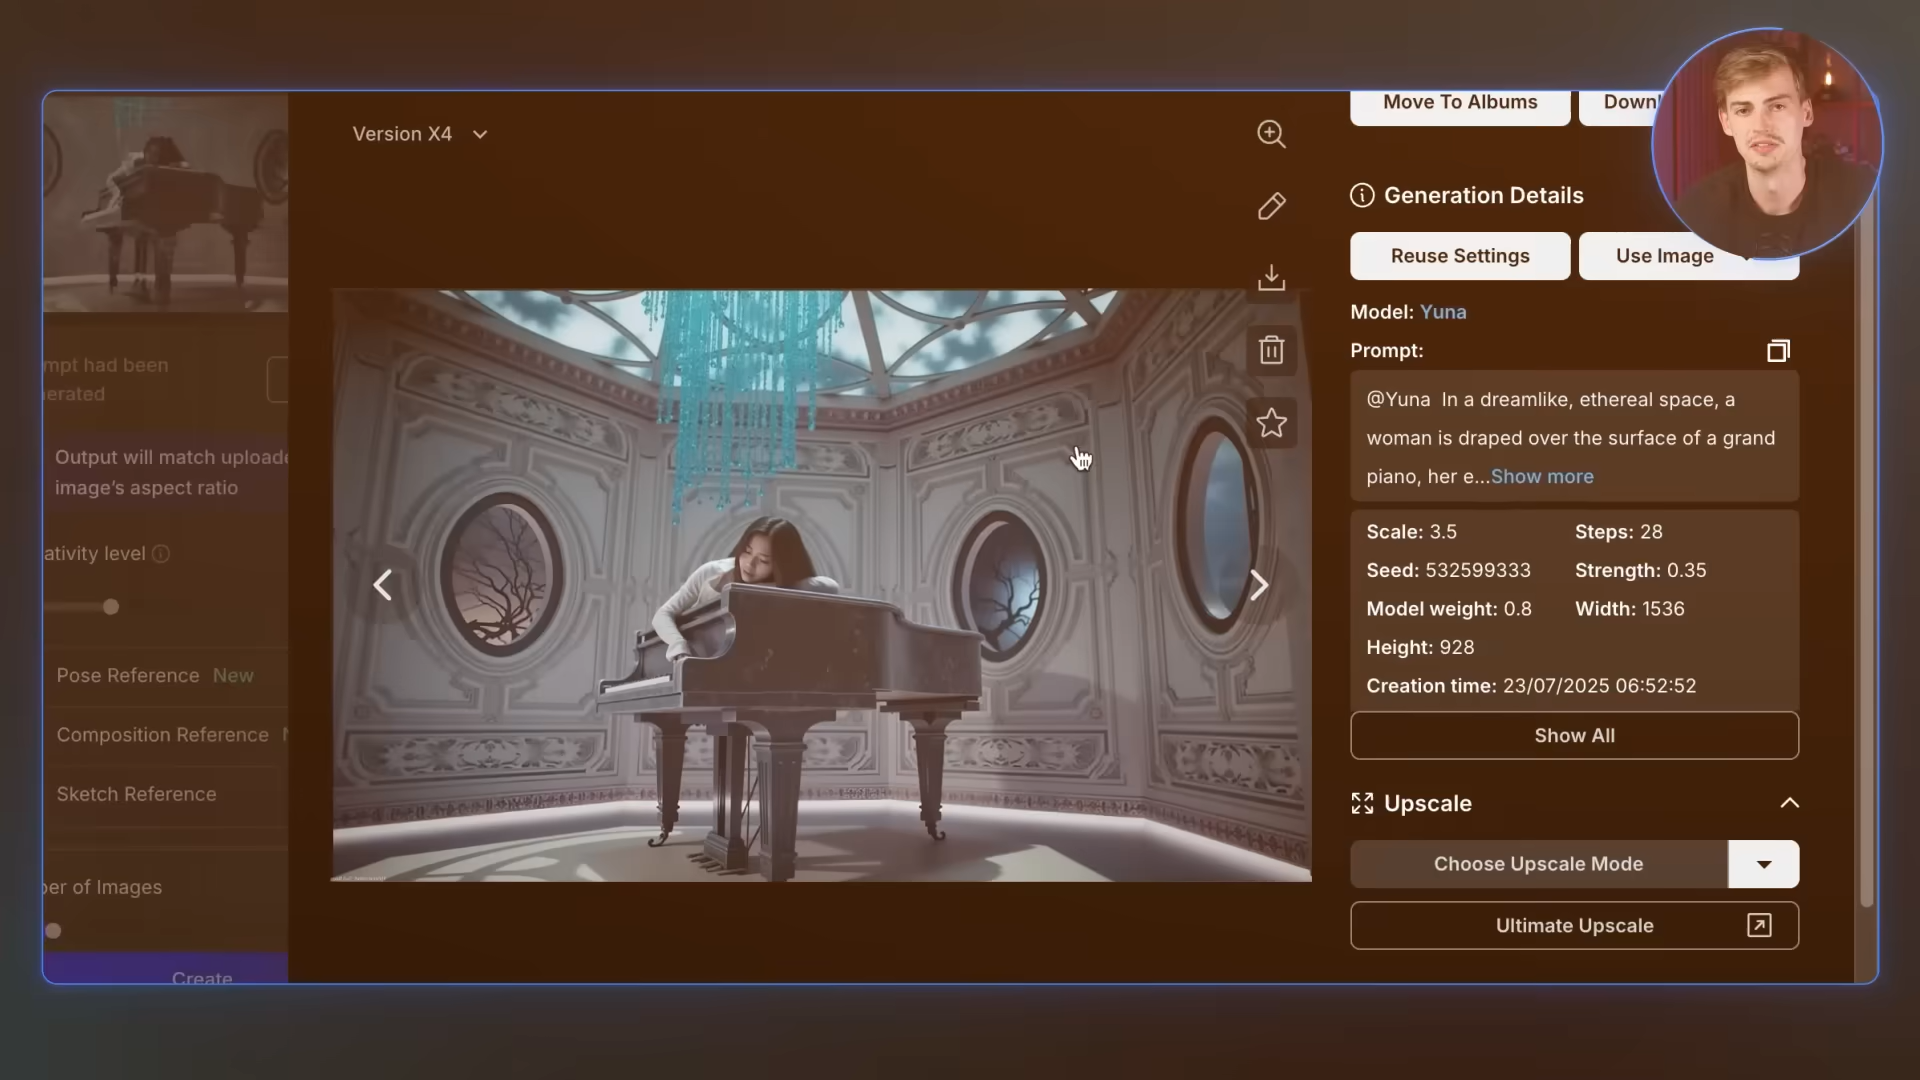 Version X4
Move To Albums
Downl
Generation Details
Reuse Settings
Use Image
Model: Yuna
Prompt:
@Yuna In a dreamlike, ethereal space, a
woman is draped over the surface of a grand
piano, her e...Show more
Scale: 3.5
Steps: 28
Seed: 532599333
Strength: 0.35
Model weight: 0.8
Width: 1536
Height: 928
Creation time: 23/07/2025 06:52:52
Show All
Upscale
Choose Upscale Mode
Ultimate Upscale
mpt had been
erated
Output will match uploade
image's aspect ratio
ativity level
Pose Reference New
Composition Reference N
Sketch Reference
ber of Images
Create